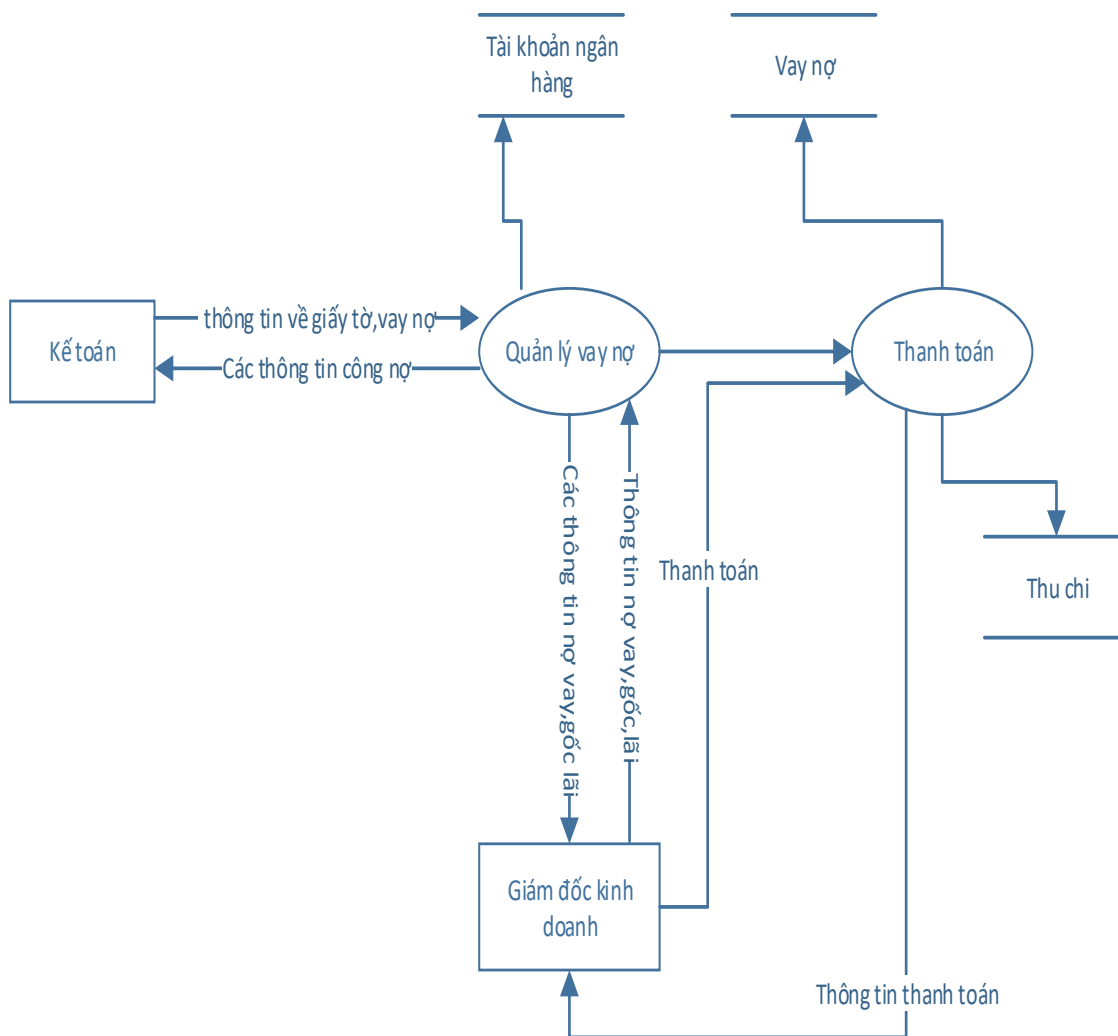 Tài khoản ngân
hàng
Vay nợ
thông tin về giấy tờ,vay nợ
Kế toán
Các thông tin công nợ
Quản lý vay nợ
Thanh toán
Các thông tin nợ vay,gốc lãi
Thông tin nợ vay,gốc,lãi
Thanh toán
Thu chi
Giám đốc kinh
doanh
Thông tin thanh toán